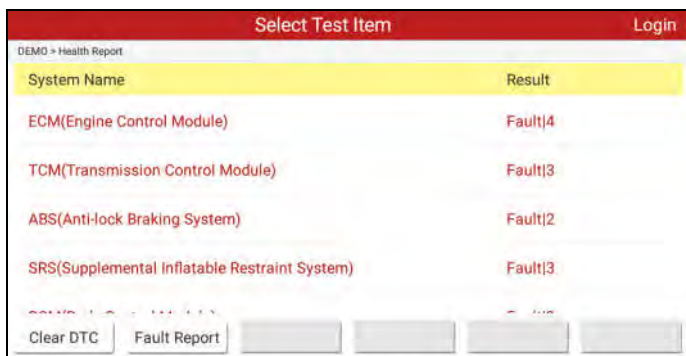 Select Test Item Login
DEMO > Health Report
System Name Result
ECM(Engine Control Module) Fault|4
TCM(Transmission Control Module) Fault|3
ABS(Anti-lock Braking System) Fault|2
SRS(Supplemental Inflatable Restraint System) Fault|3
Clear DTC Fault Report